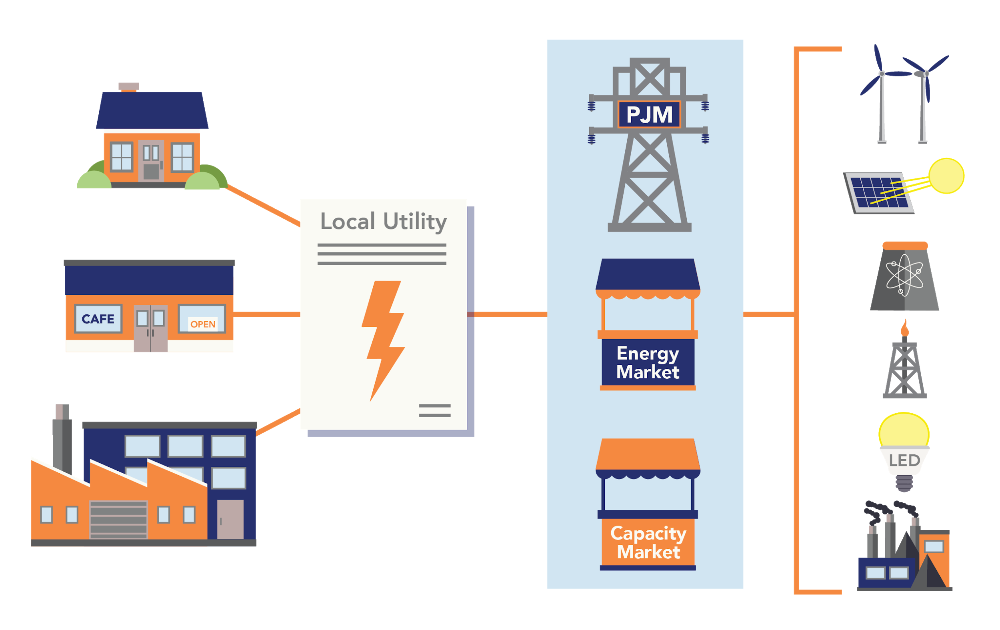 Local Utility
CAFE
OPEN
PJM
Energy
Market
Capacity
Market
LED